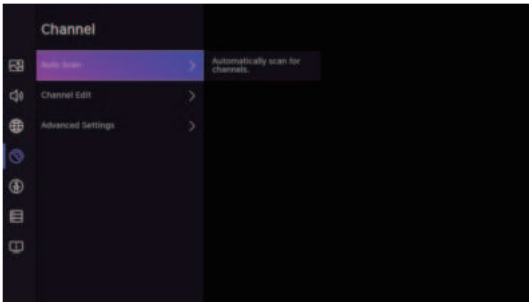 Channel
Auto Scan
Automatically scan for
channels.
Channel Edit
Advanced Settings